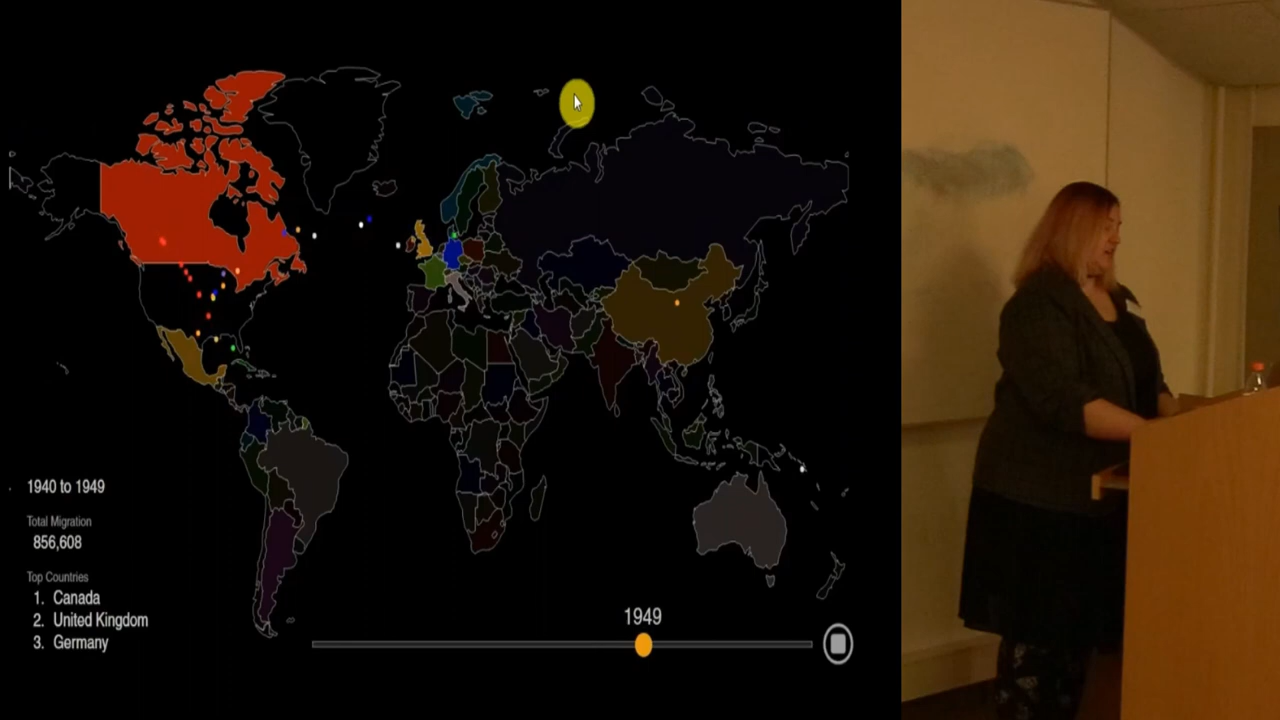 1940 to 1949
Total Migration
856,608
Top Countries
1. Canada
2. United Kingdom
3. Germany
1949